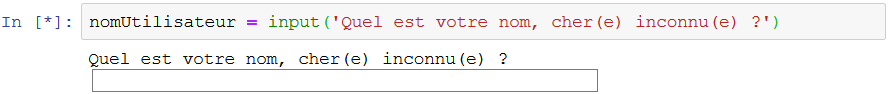 In [*]: nomUtilisateur = input('Quel est votre nom, cher(e) inconnu(e) ?')
Quel est votre nom, cher(e) inconnu(e) ?